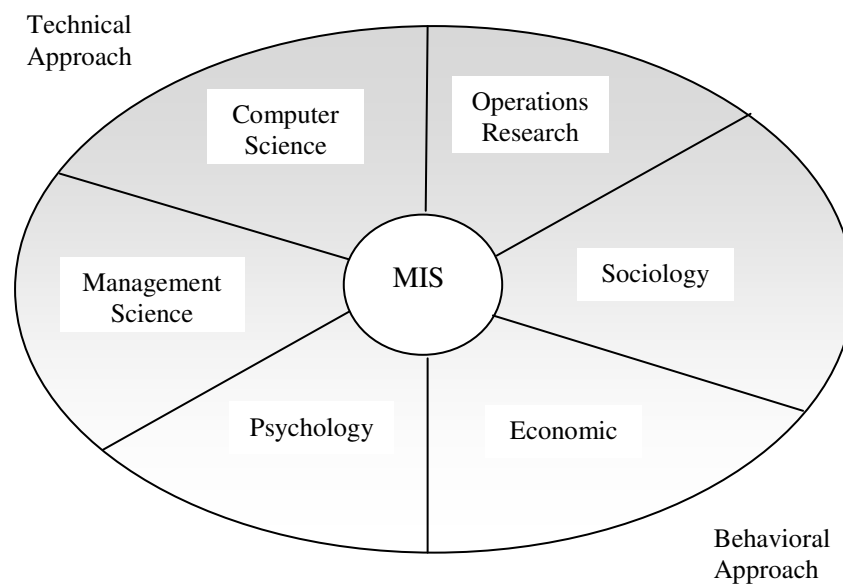 Technical
Approach
Computer
Science
Operations
Research
Management
Science
MIS
Sociology
Psychology
Economic
Behavioral
Approach